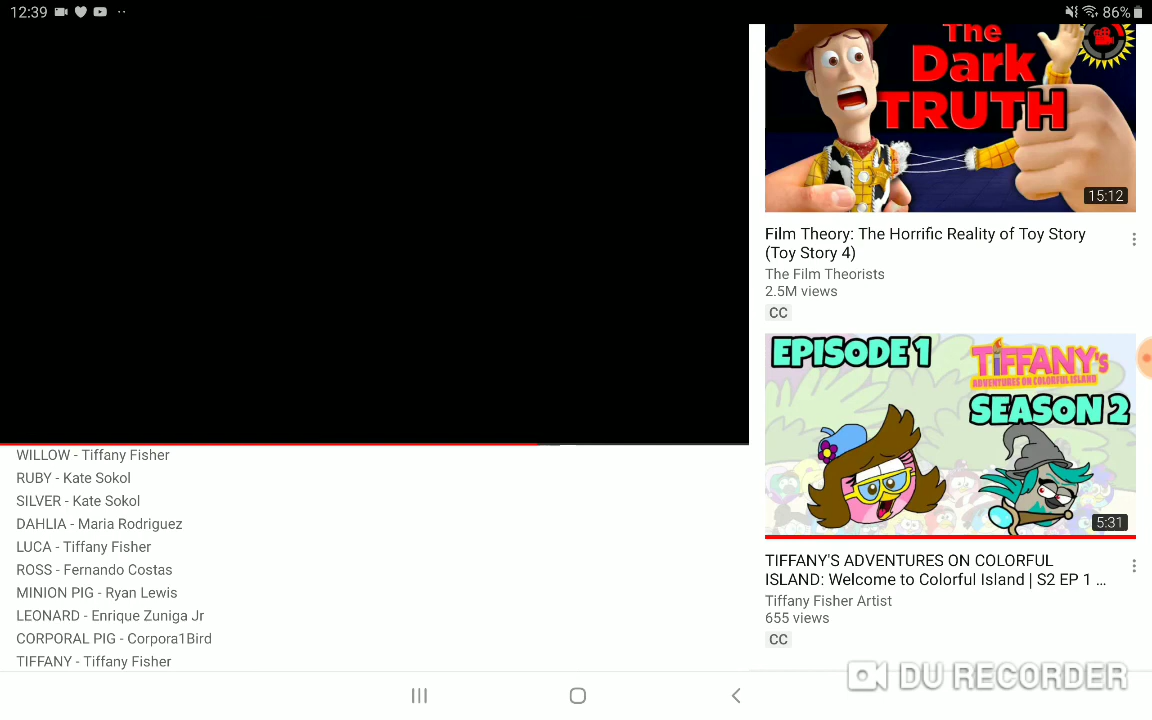 12:39
86%
WILLOW - Tiffany Fisher
RUBY - Kate Sokol
SILVER - Kate Sokol
DAHLIA - Maria Rodriguez
LUCA - Tiffany Fisher
ROSS - Fernando Costas
MINION PIG - Ryan Lewis
LEONARD - Enrique Zuniga Jr
CORPORAL PIG - Corpora1Bird
TIFFANY - Tiffany Fisher
The
Dark
TRUTH
15:12
Film Theory: The Horrific Reality of Toy Story
(Toy Story 4)
The Film Theorists
2.5M views
CC
EPISODE 1
TIFFANY's
ADVENTURES ON COLORFUL ISLAND
SEASON 2
5:31
TIFFANY'S ADVENTURES ON COLORFUL
ISLAND: Welcome to Colorful Island | S2 EP 1 ...
Tiffany Fisher Artist
655 views
CC
DU RECORDER